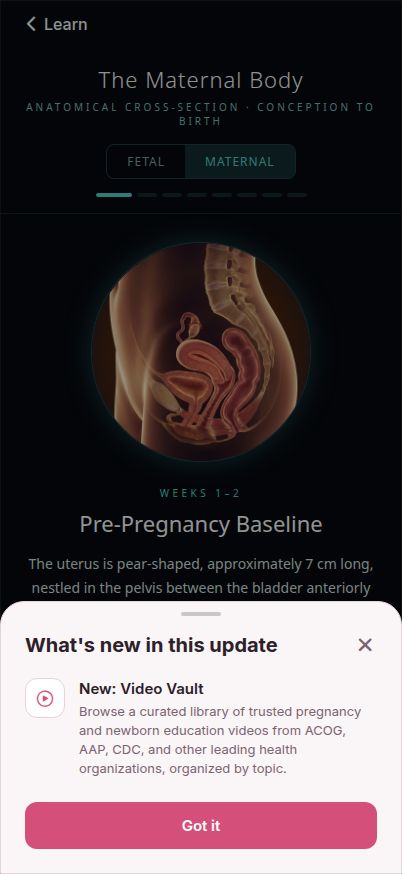 Learn
The Maternal Body
ANATOMICAL CROSS-SECTION · CONCEPTION TO
BIRTH
FETAL
MATERNAL
WEEKS 1–2
Pre-Pregnancy Baseline
The uterus is pear-shaped, approximately 7 cm long,
nestled in the pelvis between the bladder anteriorly
What's new in this update
New: Video Vault
Browse a curated library of trusted pregnancy
and newborn education videos from ACOG,
AAP, CDC, and other leading health
organizations, organized by topic.
Got it